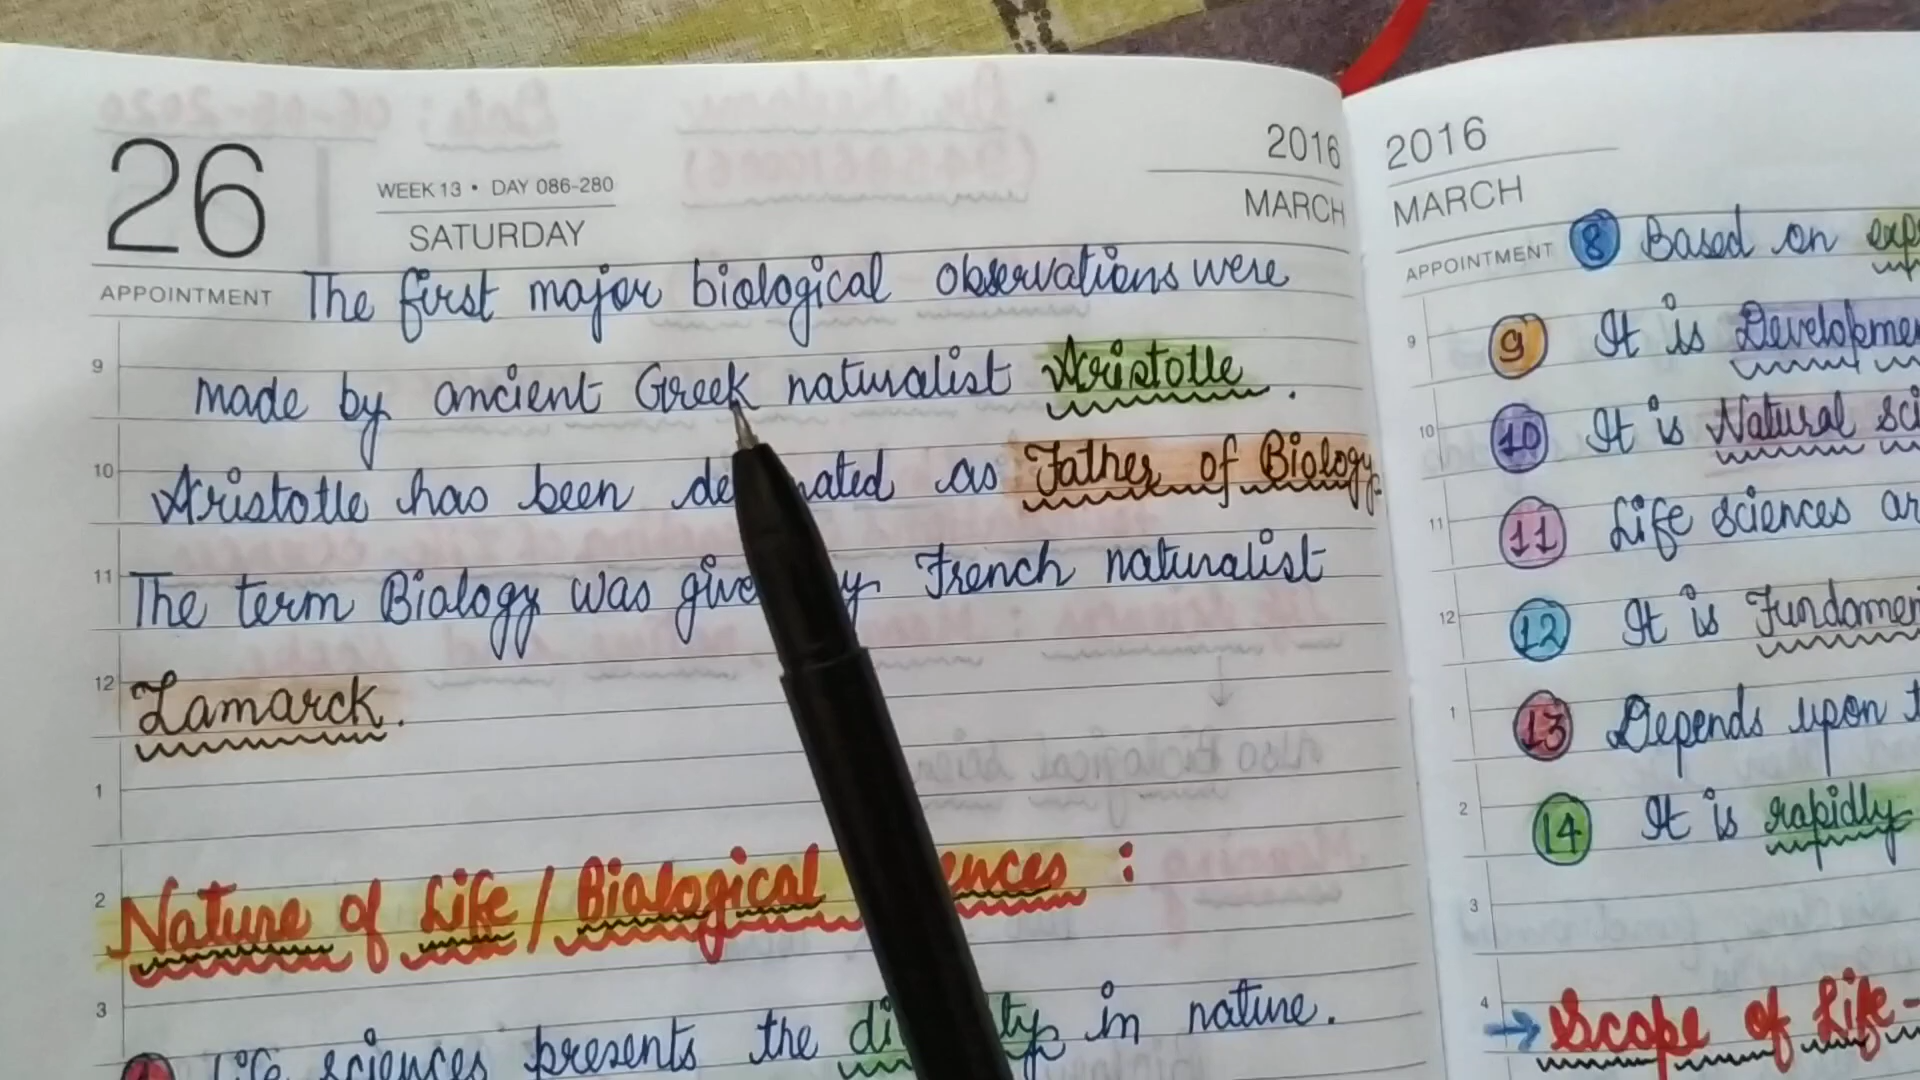 26
WEEK 13 • DAY 086-280
SATURDAY
2016
MARCH
APPOINTMENT
The first major biological observations were
9
made by ancient Greek naturalist Aristotle.
10
Aristotle has been as Father of Biology.
11
The term Biology was French naturalist
12
Lamarck.
1
2
Nature of Life / Biological :
3
Life sciences presents the in nature.
2016
MARCH
APPOINTMENT
8 Based on
9
9 It is
10
10 It is Natural
11
11 Life sciences
12
12 It is
1
13 Depends upon
2
14 It is rapidly
3
4
→ Scope of Life-